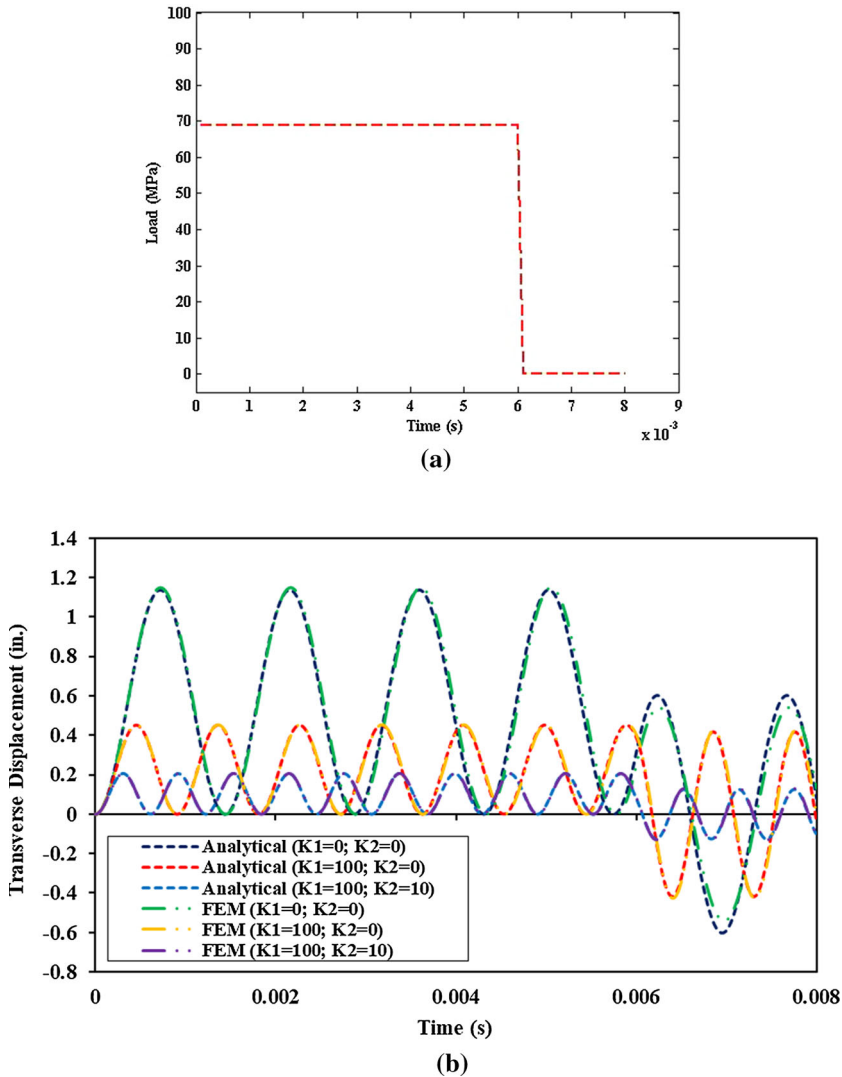 100
90
80
70
60
50
40
30
20
10
0
Load (MPa)
0 1 2 3 4 5 6 7 8 9
Time (s)
x 10⁻³
(a)
1.4
1.2
1
0.8
0.6
0.4
0.2
0
-0.2
-0.4
-0.6
-0.8
Transverse Displacement (in.)
Analytical (K1=0; K2=0)
Analytical (K1=100; K2=0)
Analytical (K1=100; K2=10)
FEM (K1=0; K2=0)
FEM (K1=100; K2=0)
FEM (K1=100; K2=10)
0 0.002 0.004 0.006 0.008
Time (s)
(b)